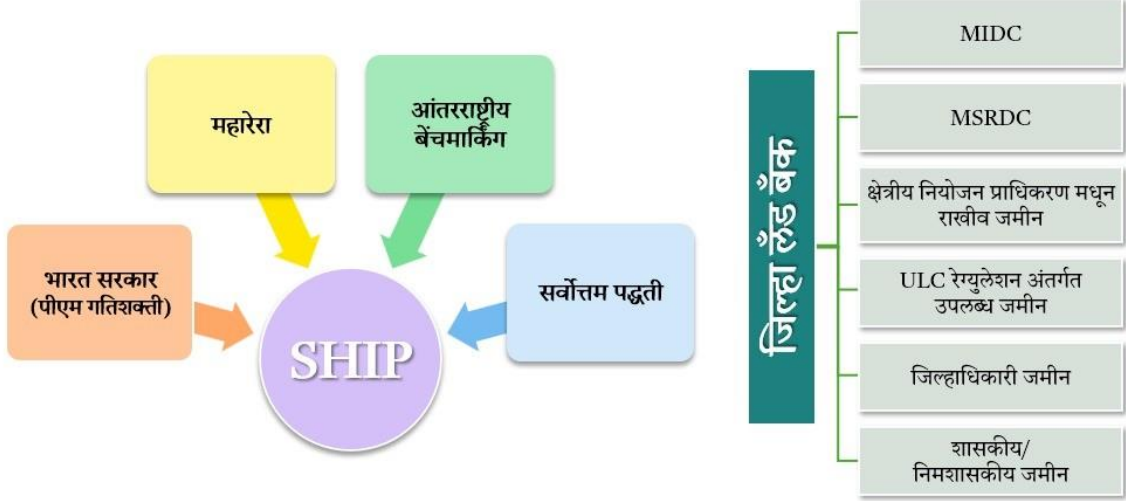 महारेरा
आंतरराष्ट्रीय
बेंचमार्किंग
भारत सरकार
(पीएम गतिशक्ती)
सर्वोत्तम पद्धती
SHIP
जिल्हा लँड बँक
MIDC
MSRDC
क्षेत्रीय नियोजन प्राधिकरण मधून
राखीव जमीन
ULC रेग्युलेशन अंतर्गत
उपलब्ध जमीन
जिल्हाधिकारी जमीन
शासकीय/
निमशासकीय जमीन